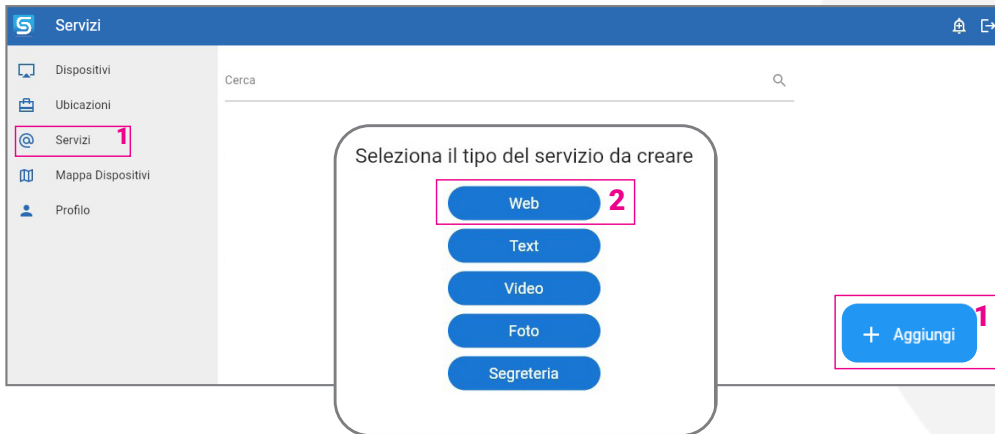 S Servizi
Dispositivi
Ubicazioni
Servizi 1
Mappa Dispositivi
Profilo
Cerca
Seleziona il tipo del servizio da creare
Web 2
Text
Video
Foto
Segreteria
+ Aggiungi 1